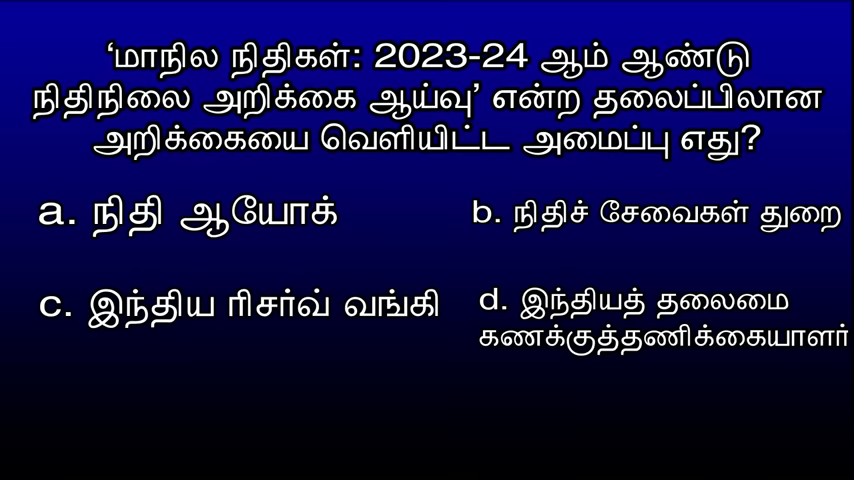 ‘மாநில நிதிகள்: 2023-24 ஆம் ஆண்டு
நிதிநிலை அறிக்கை ஆய்வு’ என்ற தலைப்பிலான
அறிக்கையை வெளியிட்ட அமைப்பு எது?
a. நிதி ஆயோக்
b. நிதிச் சேவைகள் துறை
c. இந்திய ரிசர்வ் வங்கி
d. இந்தியத் தலைமை
கணக்குத்தணிக்கையாளர்